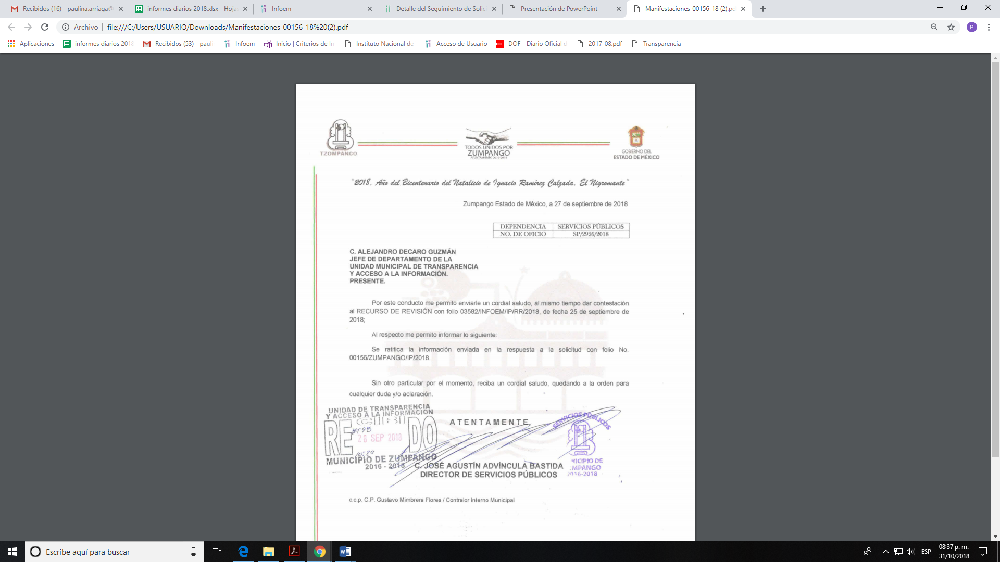 Recibidos (16) - paulina.arriaga@
informes diarios 2018.xlsx - Hoja
Infoem
Detalle del Seguimiento de Solici
Presentación de PowerPoint
Manifestaciones-00156-18 (2).pd
Archivo
file:///C:/Users/USUARIO/Downloads/Manifestaciones-00156-18%20(2).pdf
P
Aplicaciones
informes diarios 2018
Recibidos (53) - pauli
Infoem
Inicio | Criterios de In
Instituto Nacional de
Acceso de Usuario
DOF - Diario Oficial d
2017-08.pdf
Transparencia
TZOMPANCO
TODOS UNIDOS POR
ZUMPANGO
AYUNTAMIENTO 2016-2018
GOBIERNO DEL
ESTADO DE MÉXICO
"2018. Año del Bicentenario del Natalicio de Ignacio Ramírez Calzada, El Nigromante"
Zumpango Estado de México, a 27 de septiembre de 2018
DEPENDENCIA SERVICIOS PÚBLICOS
NO. DE OFICIO SP/2926/2018
C. ALEJANDRO DECARO GUZMÁN
JEFE DE DEPARTAMENTO DE LA
UNIDAD MUNICIPAL DE TRANSPARENCIA
Y ACCESO A LA INFORMACIÓN.
PRESENTE.
Por este conducto me permito enviarle un cordial saludo, al mismo tiempo dar contestación
al RECURSO DE REVISIÓN con folio 03582/INFOEM/IP/RR/2018, de fecha 25 de septiembre de
2018;
Al respecto me permito informar lo siguiente:
Se ratifica la información enviada en la respuesta a la solicitud con folio No.
00156/ZUMPANGO/IP/2018.
Sin otro particular por el momento, reciba un cordial saludo, quedando a la orden para
cualquier duda y/o aclaración.
UNIDAD DE TRANSPARENCIA
Y ACCESO A LA INFORMACIÓN
RE DO
28 SEP 2018
MUNICIPIO DE ZUMPANGO
2016 - 2018
ATENTAMENTE
SERVICIOS PÚBLICOS
NICIPIO DE
MPANGO
2016-2018
C. JOSÉ AGUSTÍN ADVÍNCULA BASTIDA
DIRECTOR DE SERVICIOS PÚBLICOS
c.c.p. C.P. Gustavo Mimbrera Flores / Contralor Interno Municipal
Escribe aquí para buscar
ESP
08:37 p. m.
31/10/2018